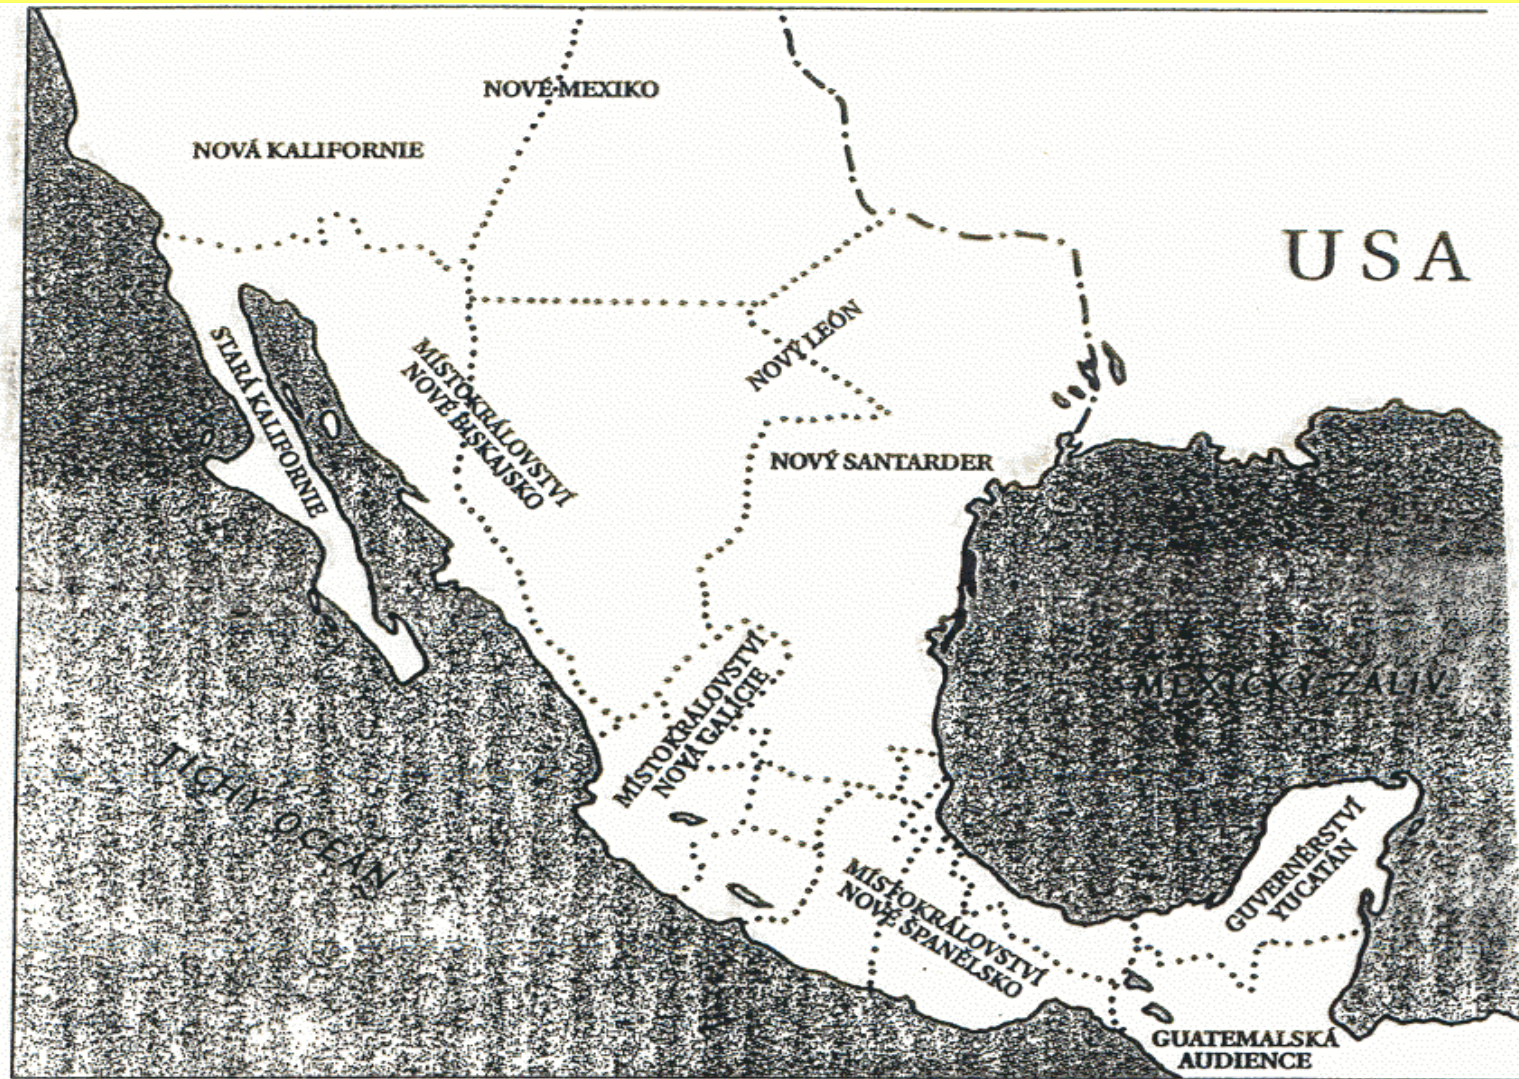 NOVÉ MEXIKO
NOVÁ KALIFORNIE
USA
STARÁ KALIFORNIE
MÍSTOKRÁLOVSTVÍ
NOVÉ BISKAJSKO
NOVÝ LEÓN
NOVÝ SANTARDER
MÍSTOKRÁLOVSTVÍ
NOVÁ GALÍCIE
MEXICKÝ ZÁLIV
TICHÝ OCEÁN
MÍSTOKRÁLOVSTVÍ
NOVÉ ŠPANĚLSKO
GUVERNÉRSTVÍ
YUCATÁN
GUATEMALSKÁ
AUDIENCE